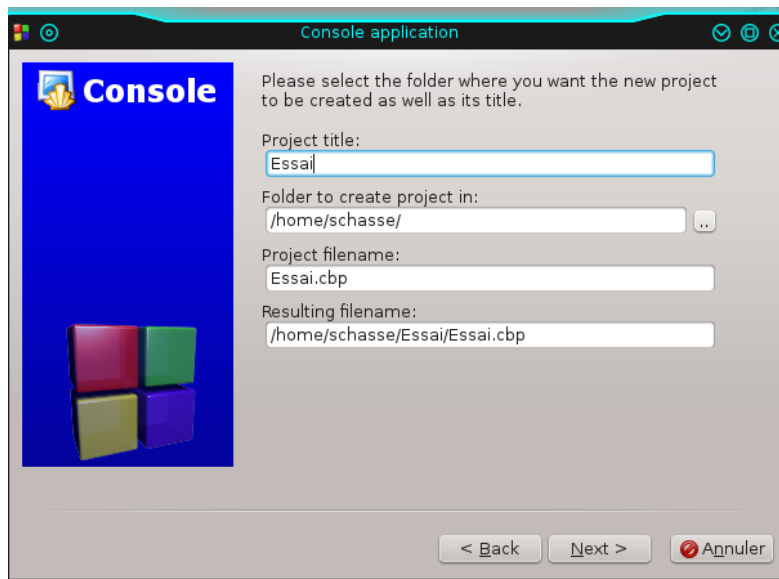 Console application
Console
Please select the folder where you want the new project
to be created as well as its title.
Project title:
Essai
Folder to create project in:
/home/schasse/
..
Project filename:
Essai.cbp
Resulting filename:
/home/schasse/Essai/Essai.cbp
< Back
Next >
Annuler